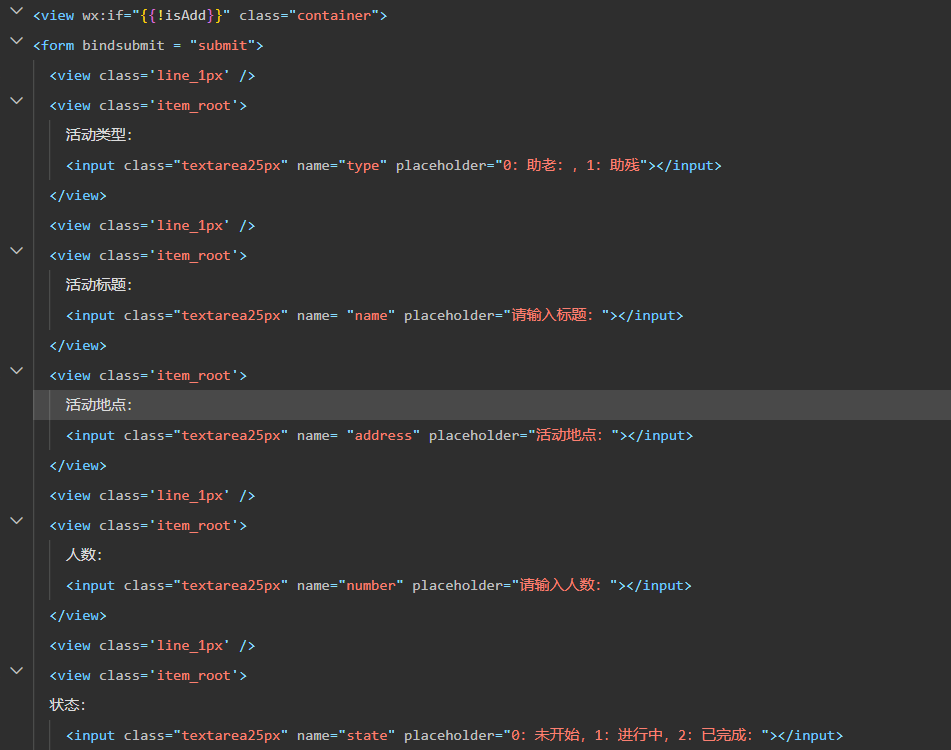 <view wx:if="{{!isAdd}}" class="container">
<form bindsubmit = "submit">
<view class='line_1px' />
<view class='item_root'>
活动类型：
<input class="textarea25px" name="type" placeholder="0：助老：，1：助残"></input>
</view>
<view class='line_1px' />
<view class='item_root'>
活动标题：
<input class="textarea25px" name= "name" placeholder="请输入标题："></input>
</view>
<view class='item_root'>
活动地点：
<input class="textarea25px" name= "address" placeholder="活动地点："></input>
</view>
<view class='line_1px' />
<view class='item_root'>
人数：
<input class="textarea25px" name="number" placeholder="请输入人数："></input>
</view>
<view class='line_1px' />
<view class='item_root'>
状态：
<input class="textarea25px" name="state" placeholder="0：未开始，1：进行中，2：已完成："></input>